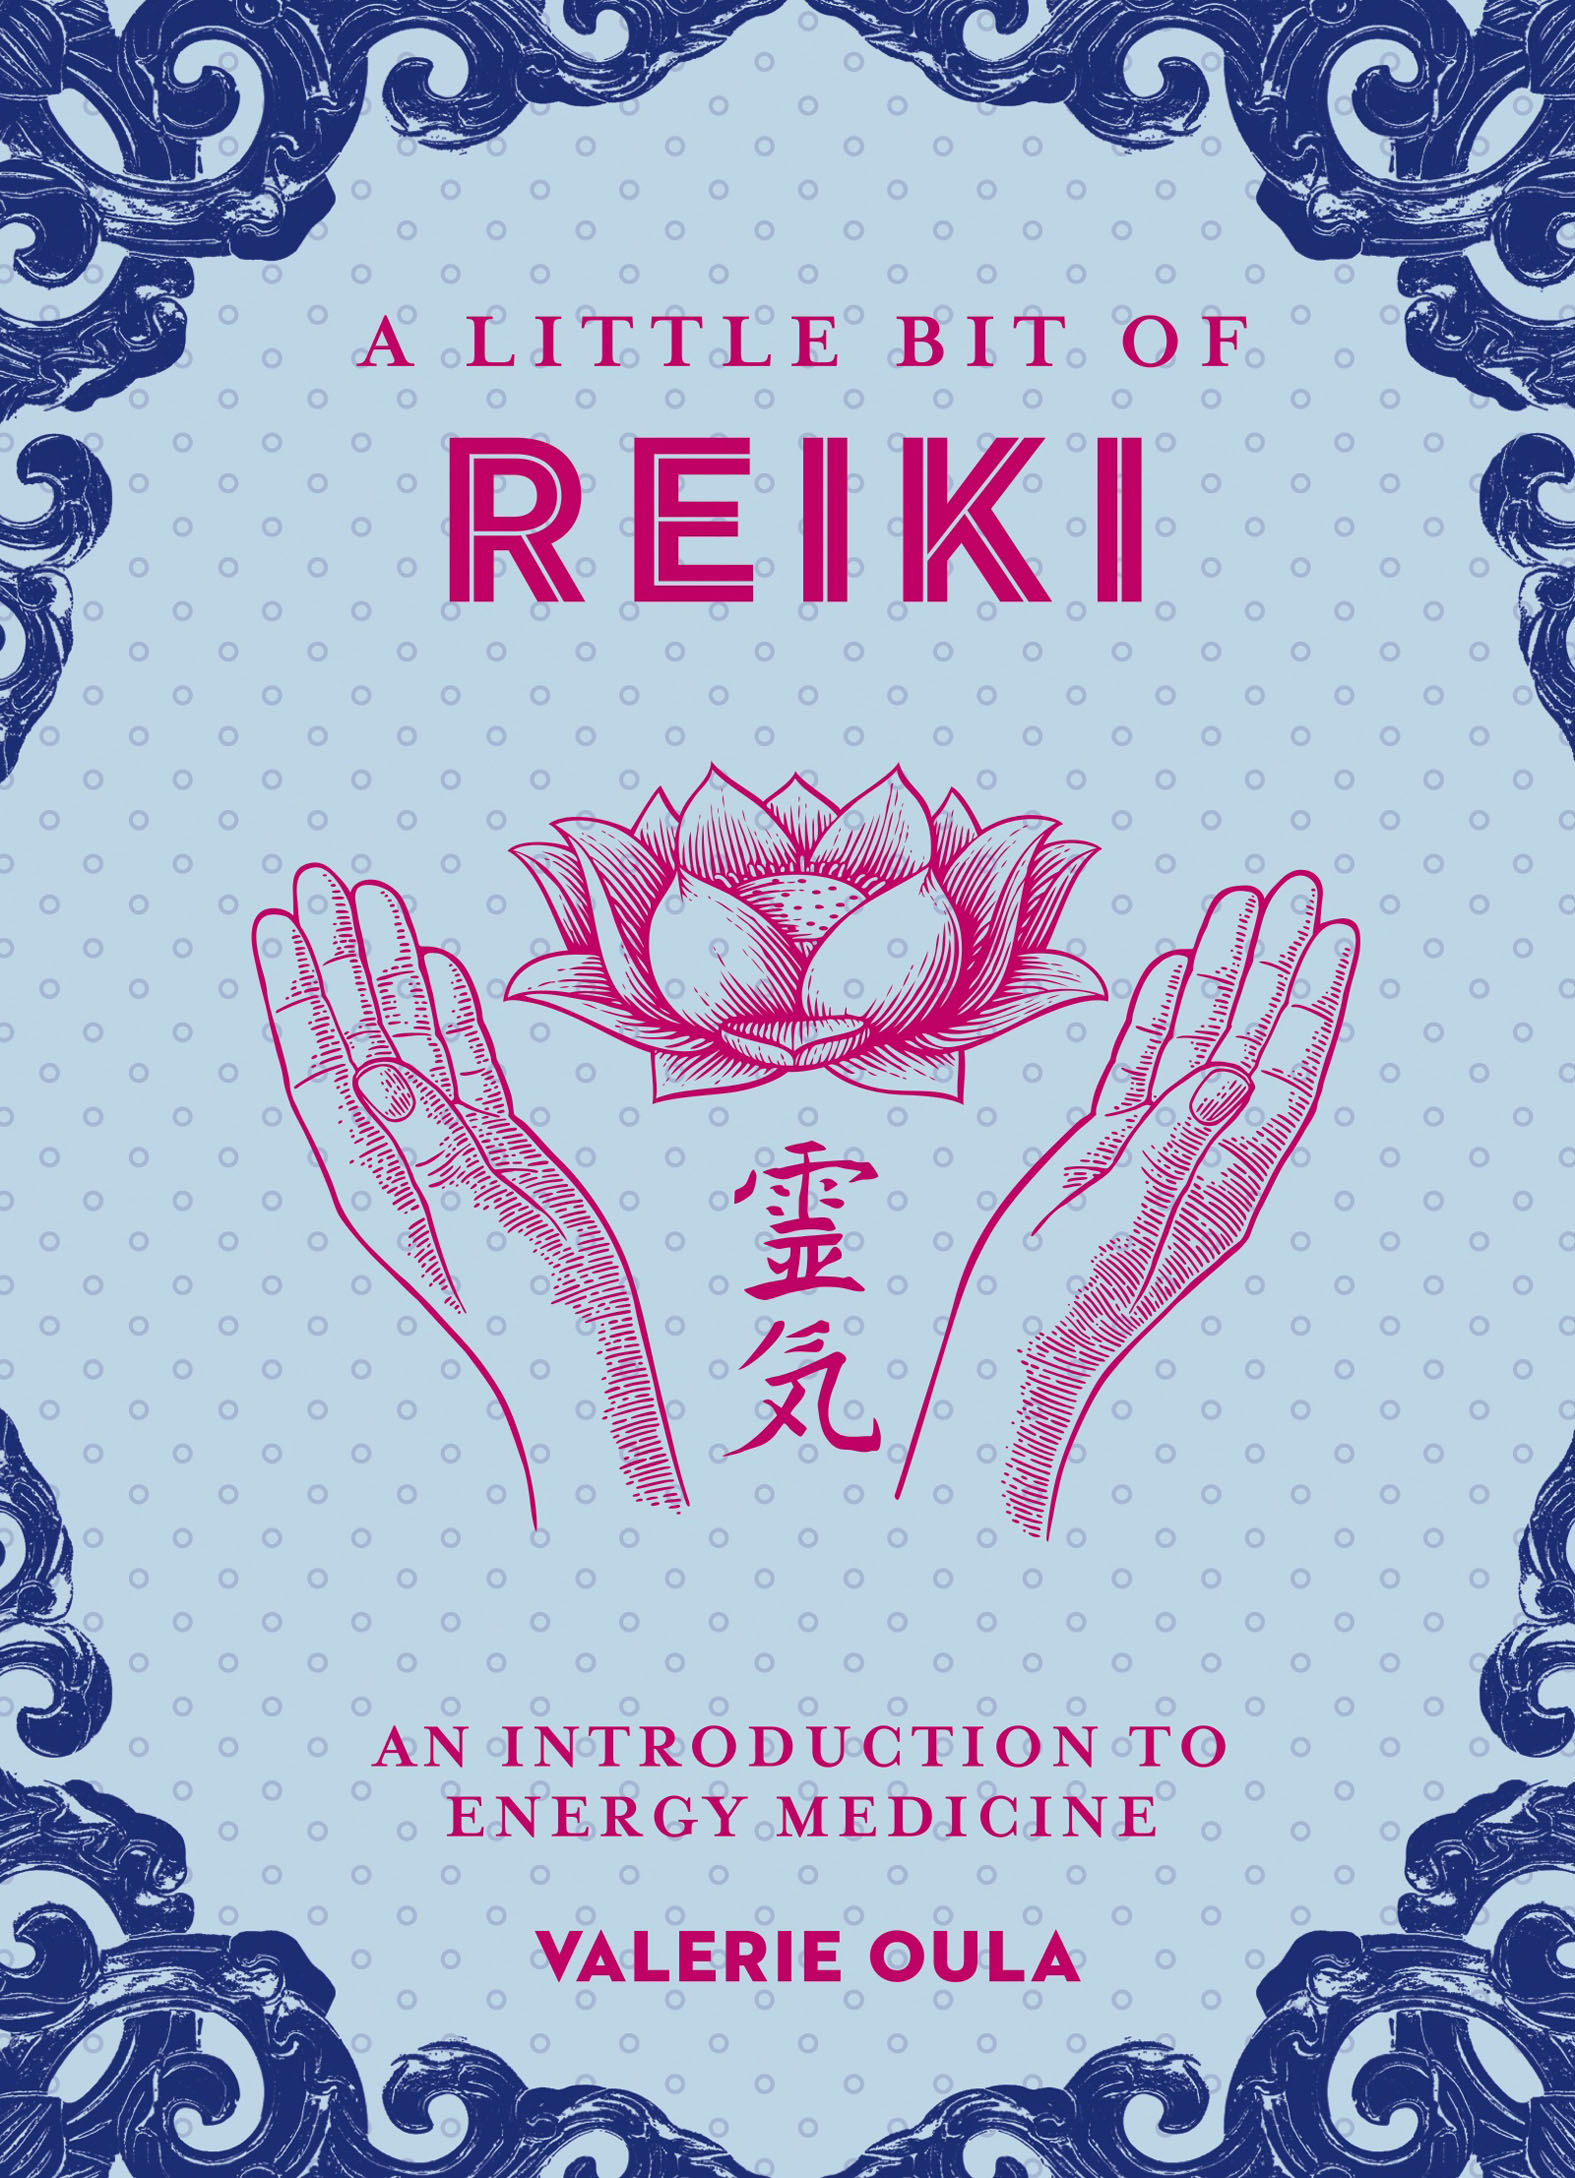 A LITTLE BIT OF
REIKI
霊
気
AN INTRODUCTION TO
ENERGY MEDICINE
VALERIE OULA